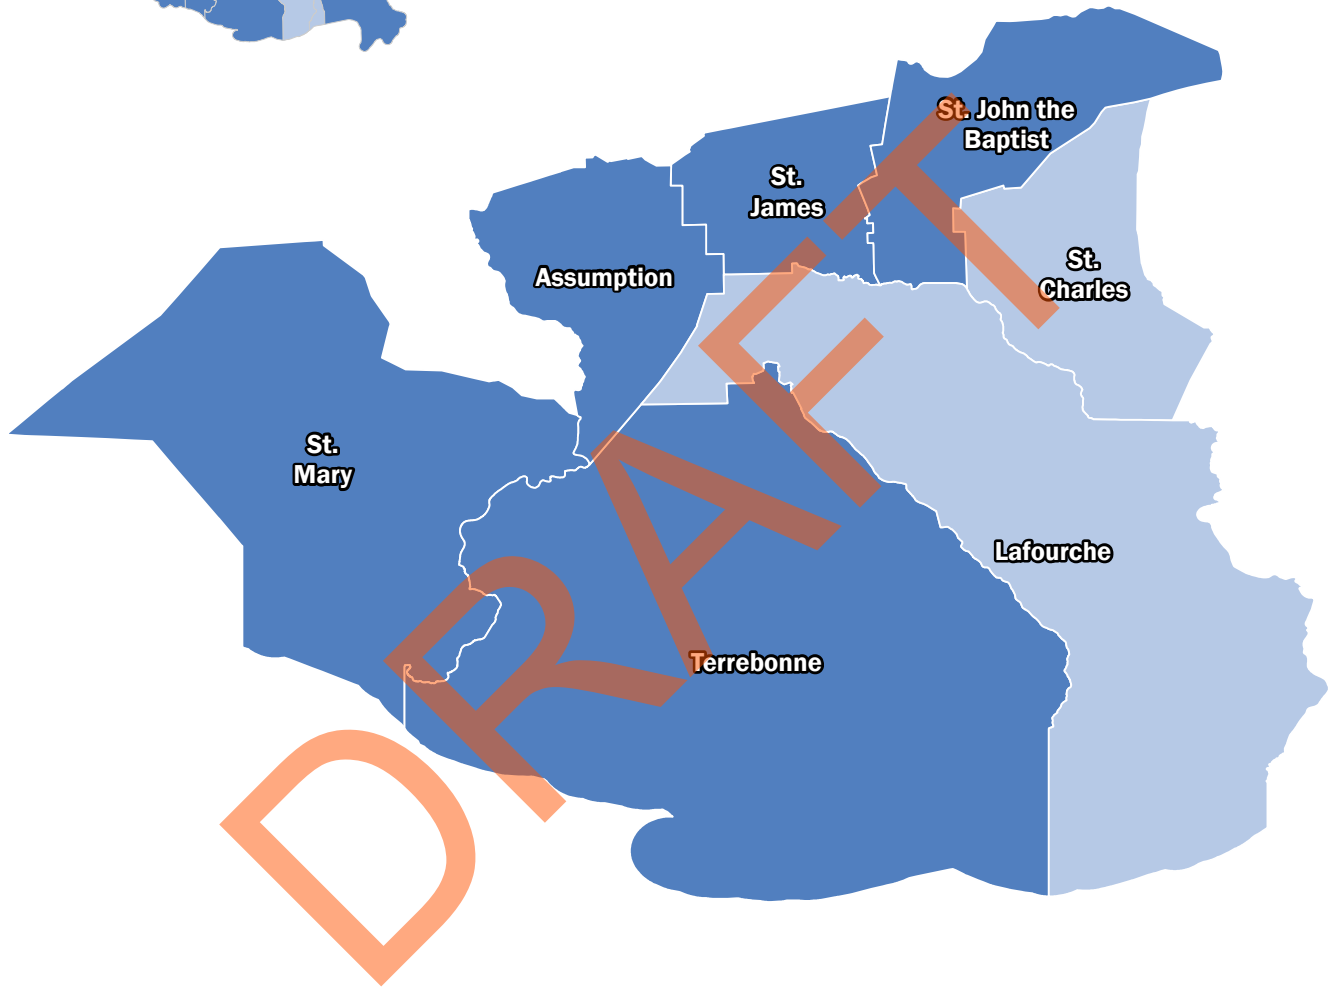 St. John the
Baptist
St.
James
Assumption
St.
Charles
St.
Mary
Lafourche
Terrebonne
DRAFT